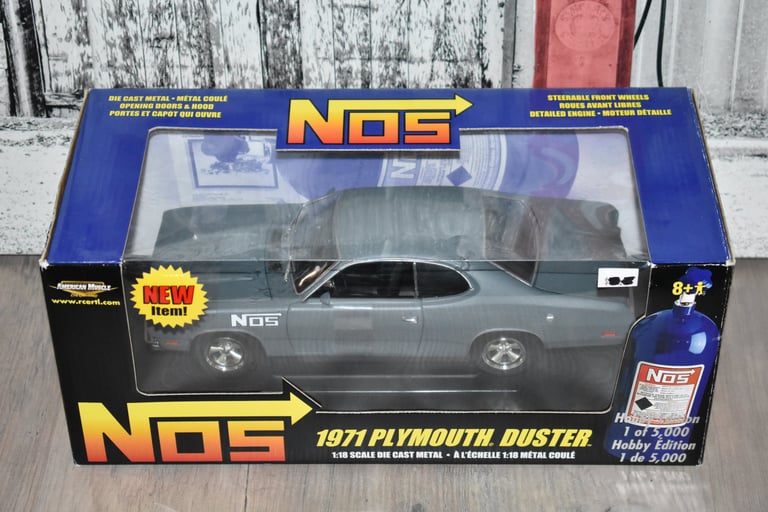 DIE CAST METAL • MÉTAL COULÉ
OPENING DOORS & HOOD
PORTES ET CAPOT QUI OUVRE
NOS
STEERABLE FRONT WHEELS
ROUES AVANT LIBRES
DETAILED ENGINE • MOTEUR DÉTAILLE
NOS
AMERICAN MUSCLE
www.rcertl.com
NEW
Item!
NOS
8+
NOS
NOS
1971 PLYMOUTH DUSTER
1:18 SCALE DIE CAST METAL • À L'ÉCHELLE 1:18 MÉTAL COULÉ
1 of 5,000
Hobby Édition
1 de 5,000